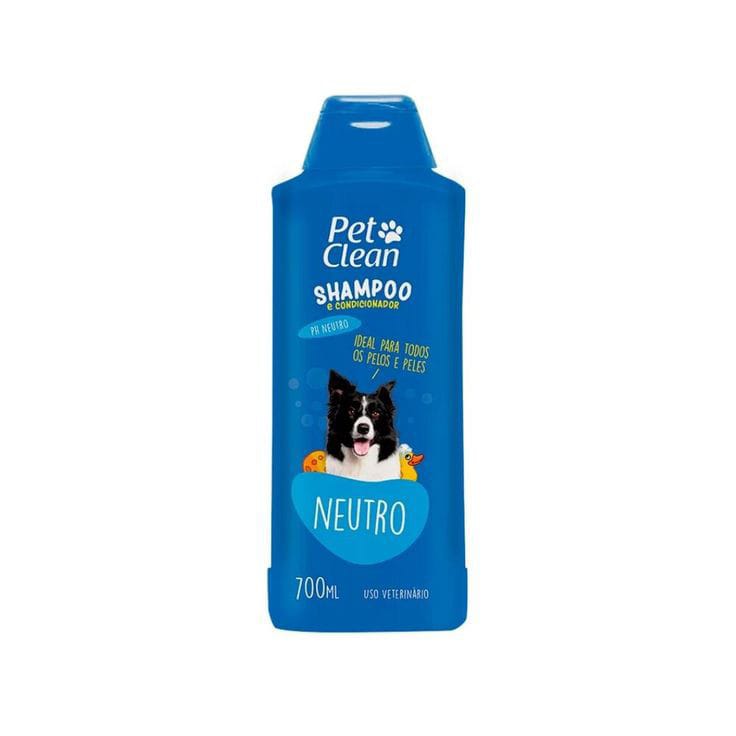 Pet
Clean
SHAMPOO
e CONDICIONADOR
PH NEUTRO
IDEAL PARA TODOS
OS PELOS E PELES
NEUTRO
700ML
USO VETERINÁRIO